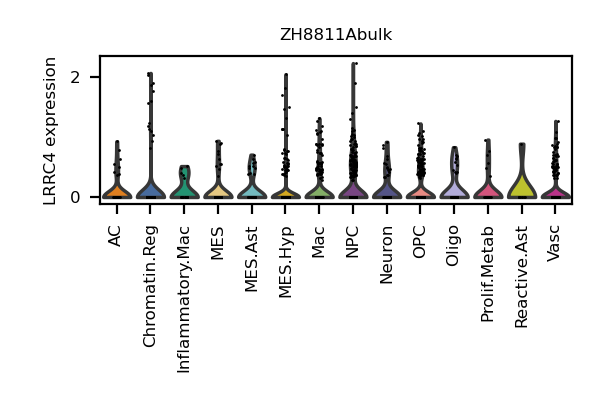 ZH8811Abulk
LRRC4 expression
2
0
AC
Chromatin.Reg
Inflammatory.Mac
MES
MES.Ast
MES.Hyp
Mac
NPC
Neuron
OPC
Oligo
Prolif.Metab
Reactive.Ast
Vasc